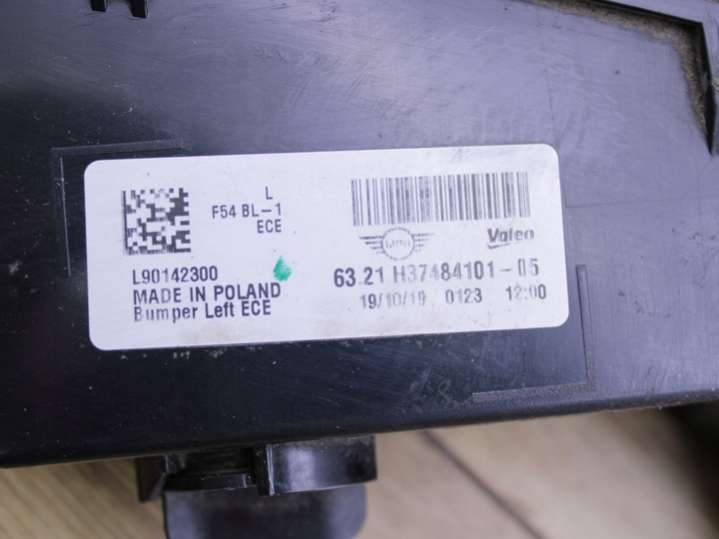 L
F54 BL-1
ECE
MINI
Valeo
L90142300
MADE IN POLAND
Bumper Left ECE
63.21 H37484101-05
19/10/19 0123 12:00